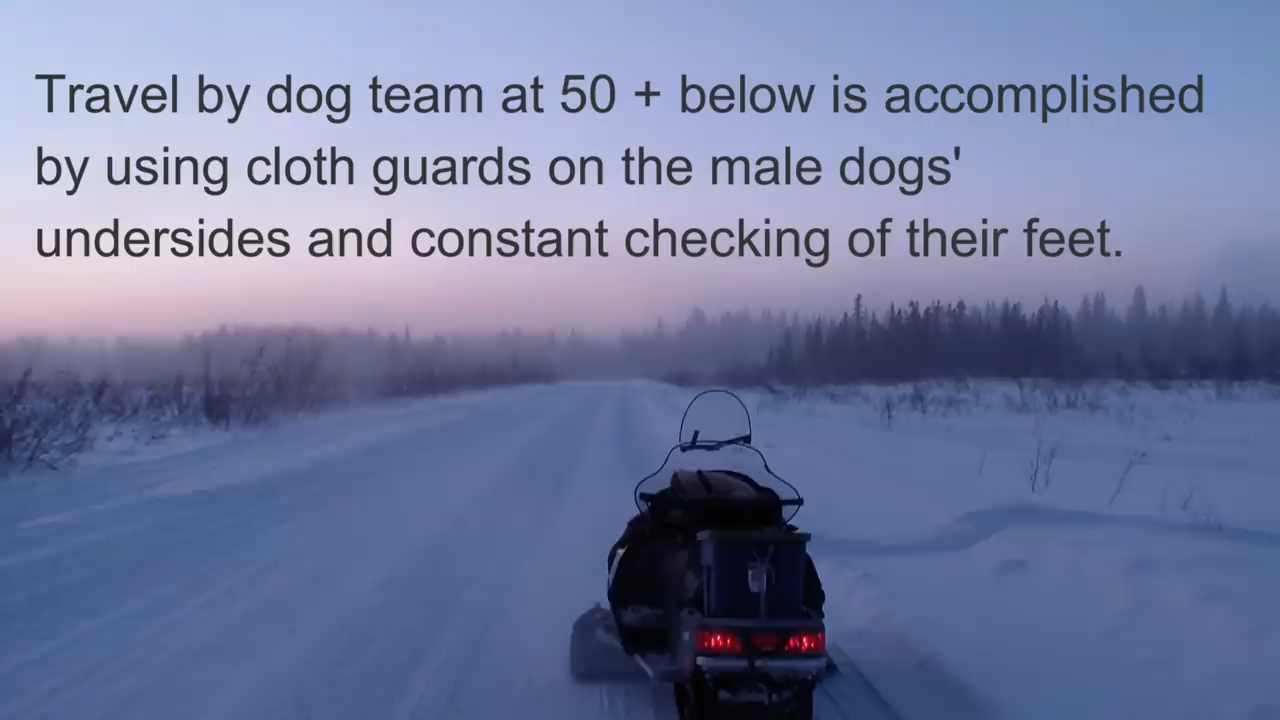 Travel by dog team at 50 + below is accomplished
by using cloth guards on the male dogs'
undersides and constant checking of their feet.